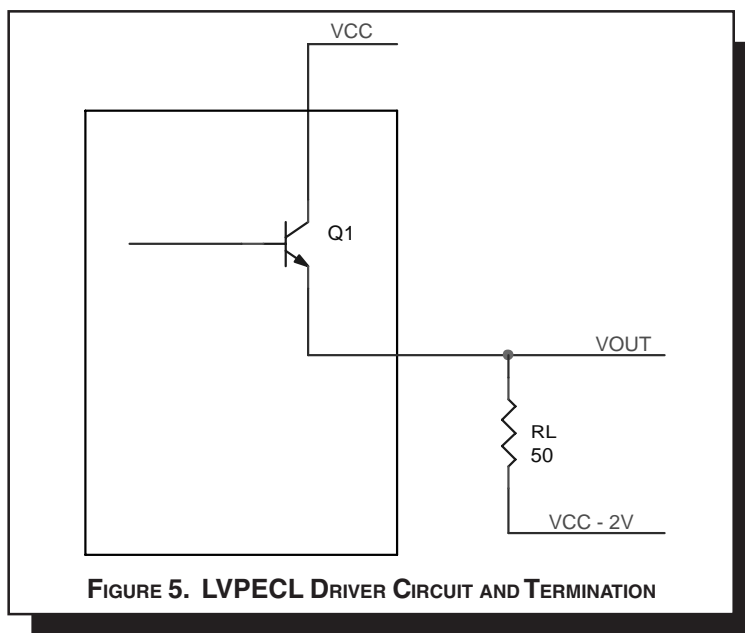 VCC
Q1
VOUT
RL
50
VCC - 2V
FIGURE 5. LVPECL DRIVER CIRCUIT AND TERMINATION